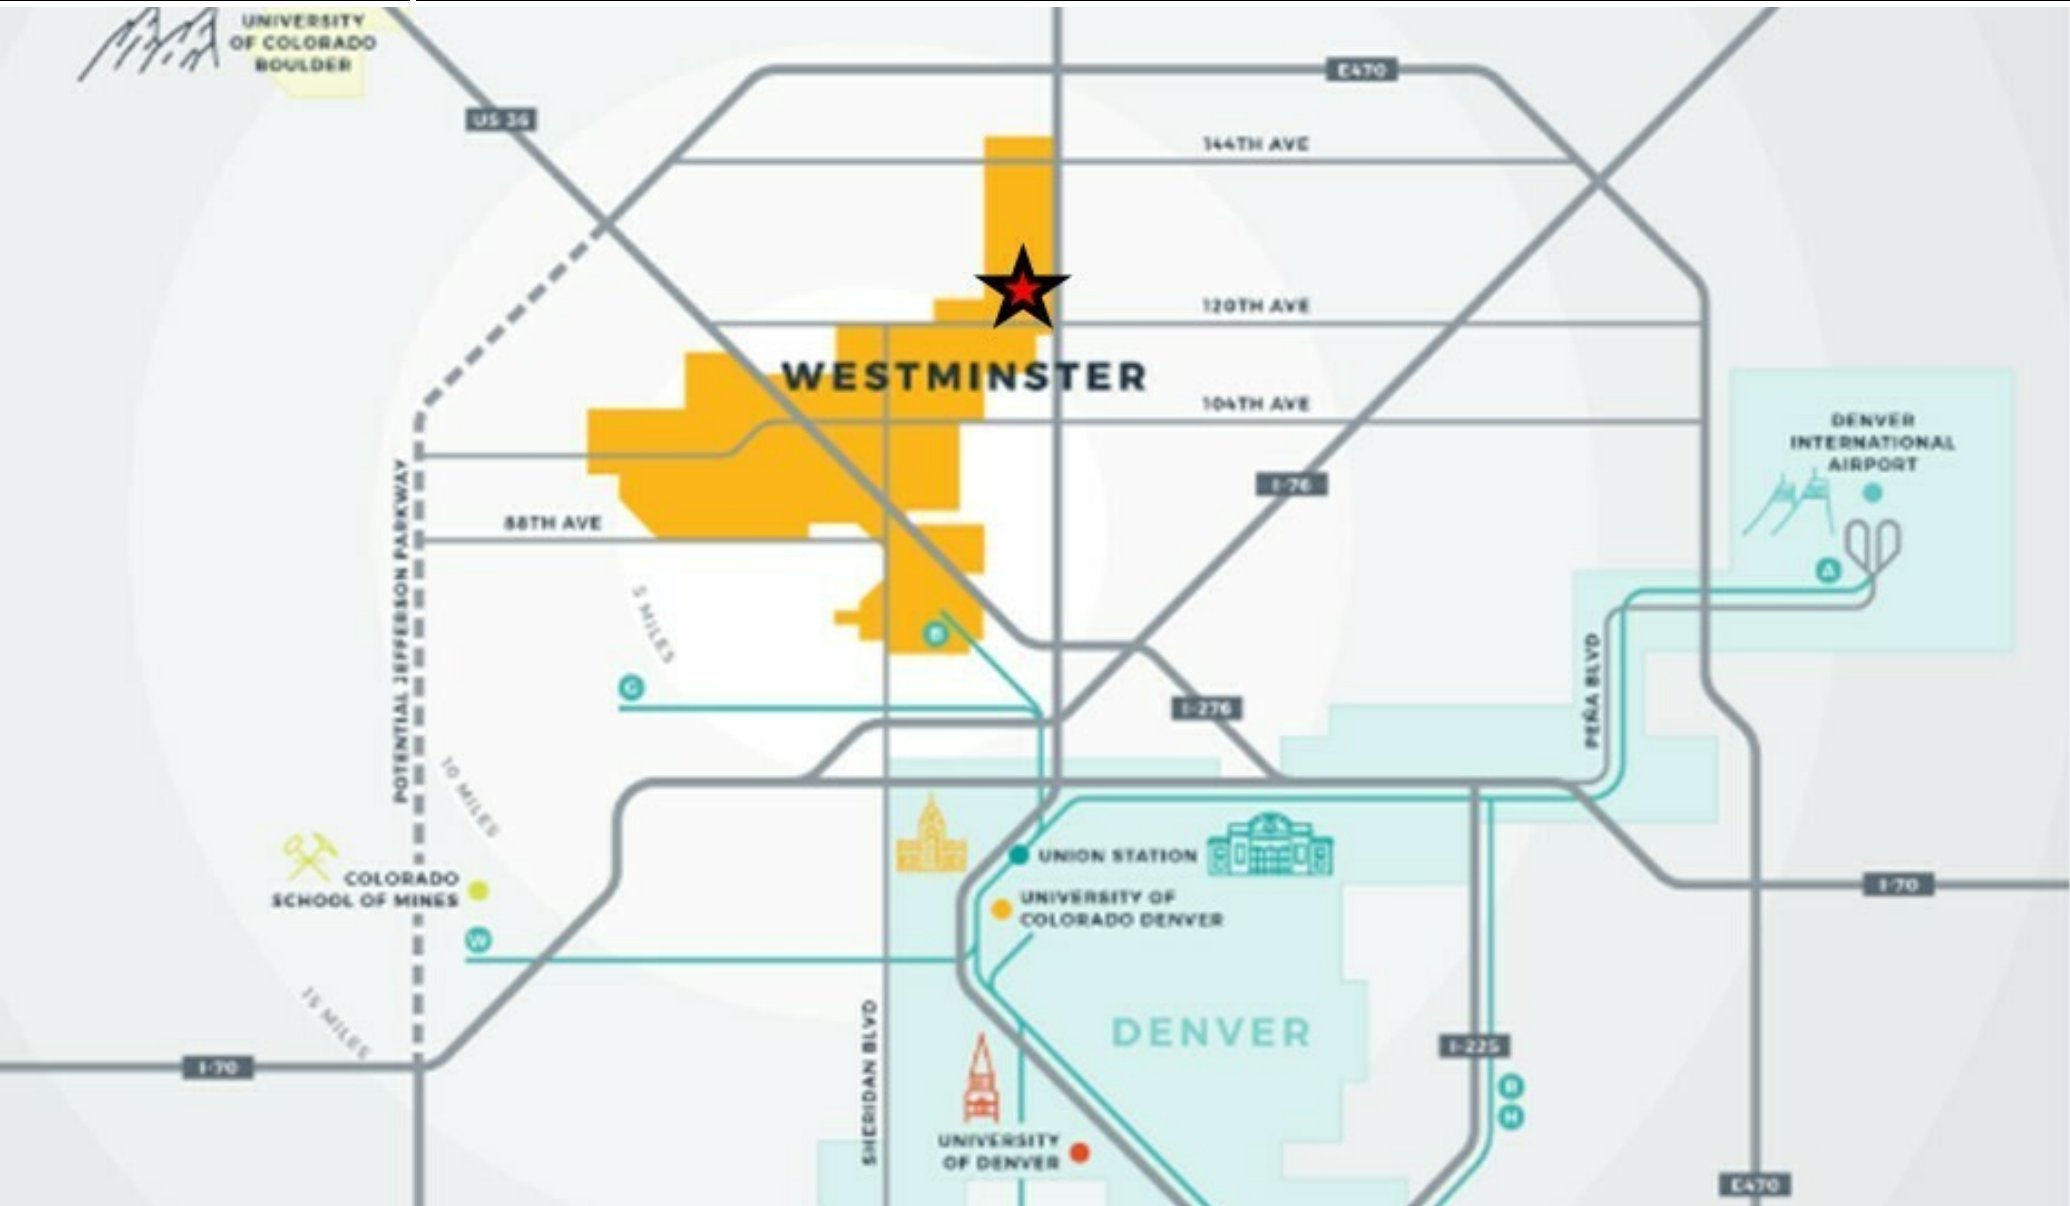 UNIVERSITY
OF COLORADO
BOULDER
E470
US 36
144TH AVE
120TH AVE
WESTMINSTER
104TH AVE
DENVER
INTERNATIONAL
AIRPORT
I-76
88TH AVE
POTENTIAL JEFFERSON PARKWAY
5 MILES
A
B
G
PEÑA BLVD
I-276
10 MILES
UNION STATION
COLORADO
SCHOOL OF MINES
I-70
UNIVERSITY OF
COLORADO DENVER
W
15 MILES
DENVER
SHERIDAN BLVD
I-225
I-70
R
H
UNIVERSITY
OF DENVER
E470